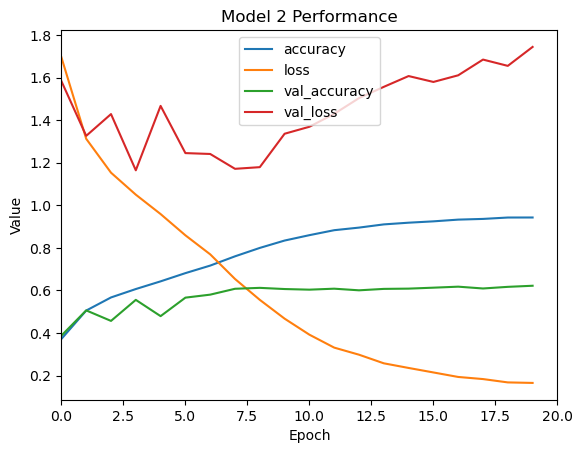 Model 2 Performance
accuracy
loss
val_accuracy
val_loss
1.8
1.6
1.4
1.2
1.0
0.8
0.6
0.4
0.2
Value
0.0 2.5 5.0 7.5 10.0 12.5 15.0 17.5 20.0
Epoch